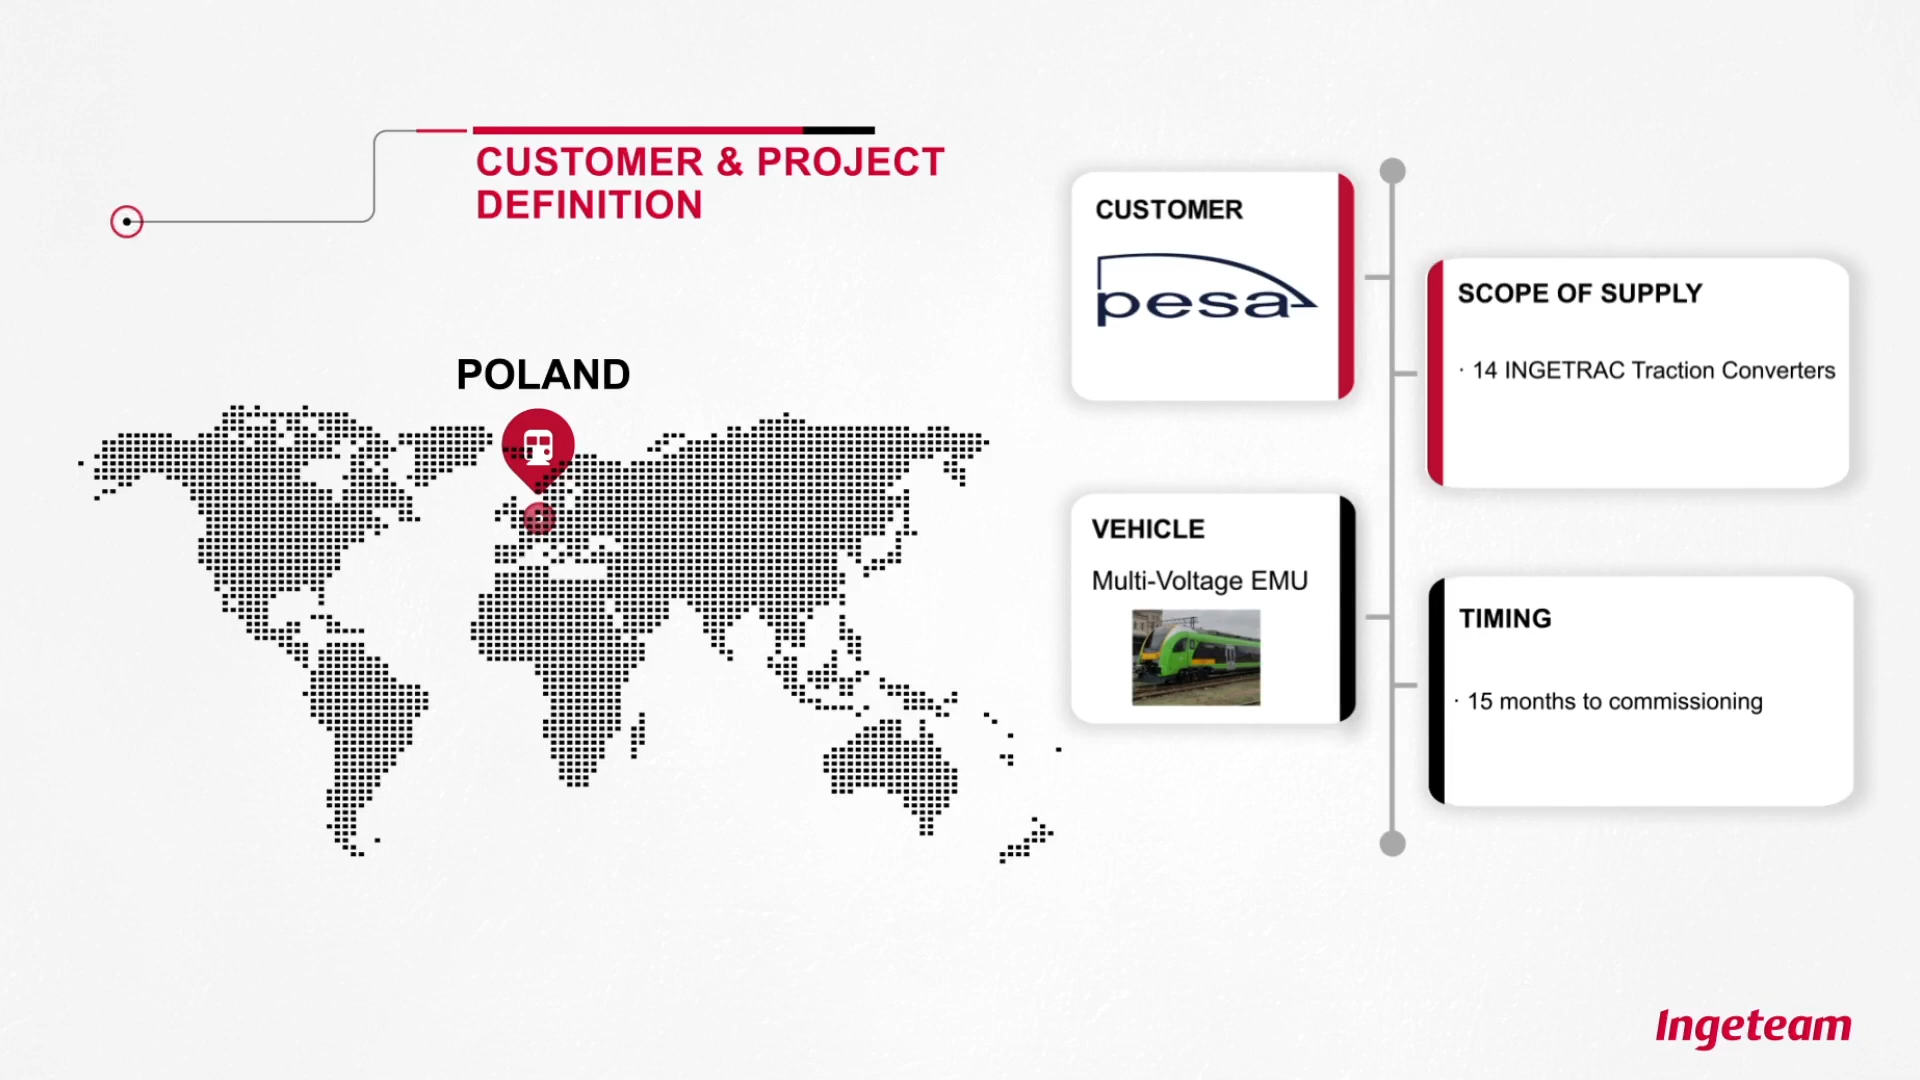 CUSTOMER & PROJECT
DEFINITION
POLAND
CUSTOMER
pesa
SCOPE OF SUPPLY
· 14 INGETRAC Traction Converters
VEHICLE
Multi-Voltage EMU
TIMING
· 15 months to commissioning
Ingeteam